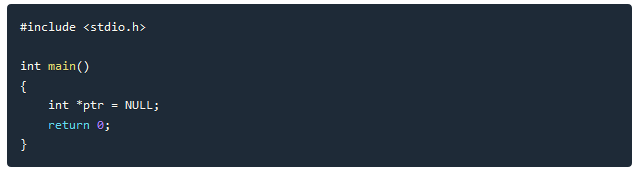 #include <stdio.h>

int main()
{
    int *ptr = NULL;
    return 0;
}